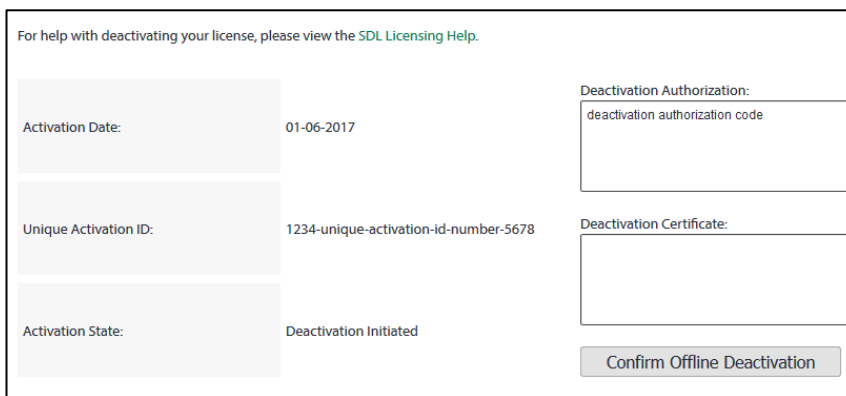 For help with deactivating your license, please view the SDL Licensing Help.
Activation Date:
01-06-2017
Unique Activation ID:
1234-unique-activation-id-number-5678
Activation State:
Deactivation Initiated
Deactivation Authorization:
deactivation authorization code
Deactivation Certificate:
Confirm Offline Deactivation